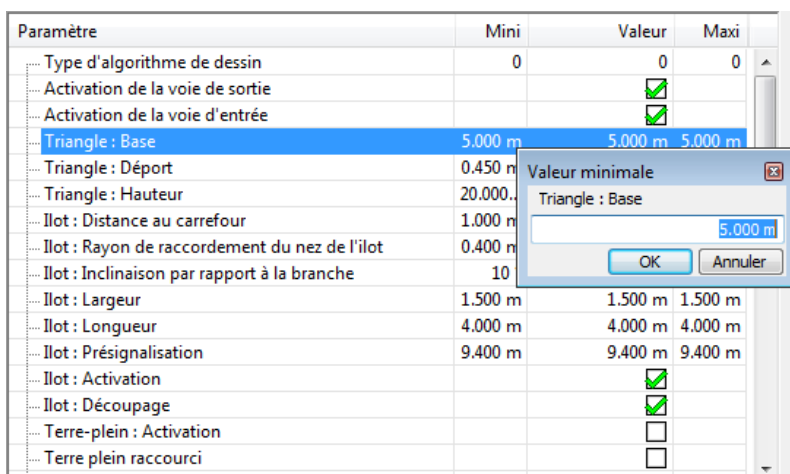 Paramètre Mini Valeur Maxi
Type d'algorithme de dessin 0 0 0
Activation de la voie de sortie
Activation de la voie d'entrée
Triangle : Base 5.000 m 5.000 m 5.000 m
Triangle : Déport 0.450 m
Valeur minimale
Triangle : Hauteur 20.000..
Triangle : Base
Ilot : Distance au carrefour 1.000 m
5.000 m
Ilot : Rayon de raccordement du nez de l'ilot 0.400 m
OK Annuler
Ilot : Inclinaison par rapport à la branche 10
Ilot : Largeur 1.500 m 1.500 m 1.500 m
Ilot : Longueur 4.000 m 4.000 m 4.000 m
Ilot : Présignalisation 9.400 m 9.400 m 9.400 m
Ilot : Activation
Ilot : Découpage
Terre-plein : Activation
Terre plein raccourci